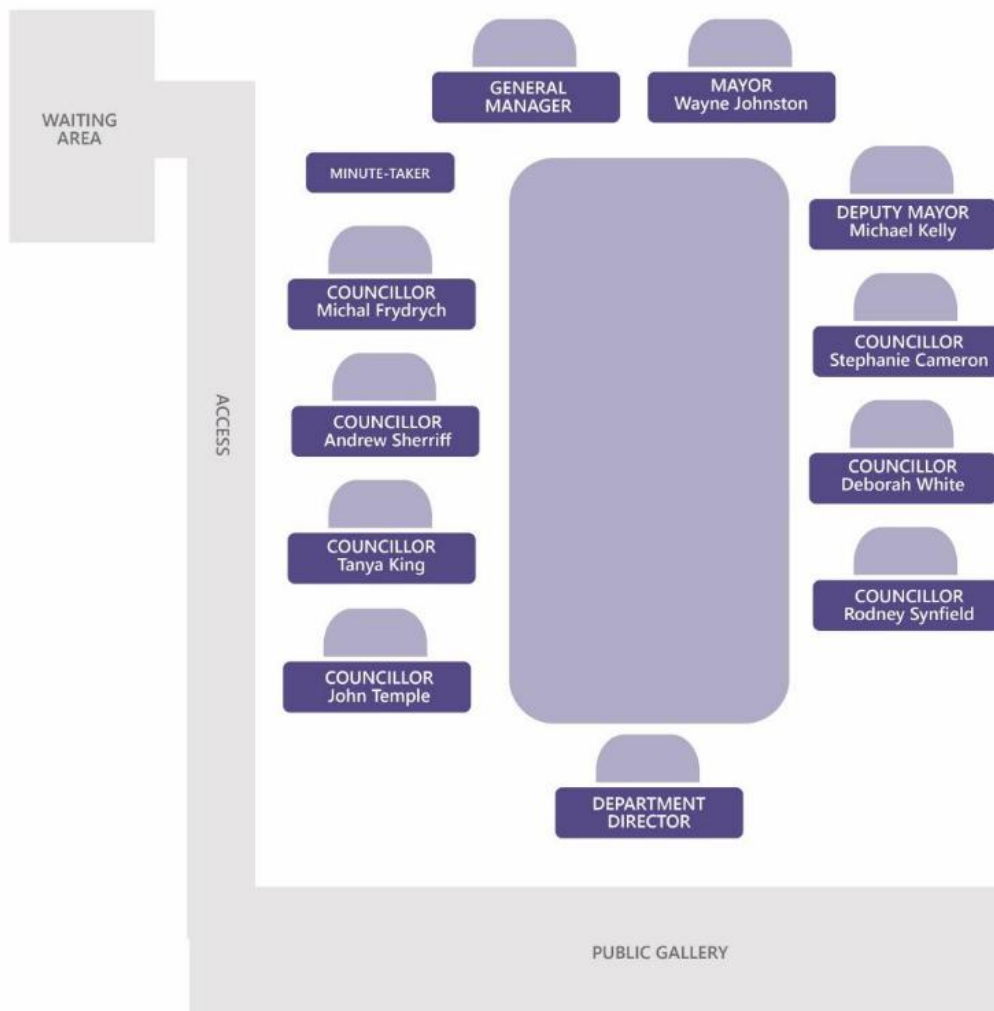 WAITING
AREA
GENERAL
MANAGER
MAYOR
Wayne Johnston
MINUTE-TAKER
DEPUTY MAYOR
Michael Kelly
COUNCILLOR
Michal Frydrych
COUNCILLOR
Stephanie Cameron
COUNCILLOR
Andrew Sherriff
COUNCILLOR
Deborah White
COUNCILLOR
Tanya King
COUNCILLOR
Rodney Synfield
COUNCILLOR
John Temple
ACCESS
DEPARTMENT
DIRECTOR
PUBLIC GALLERY